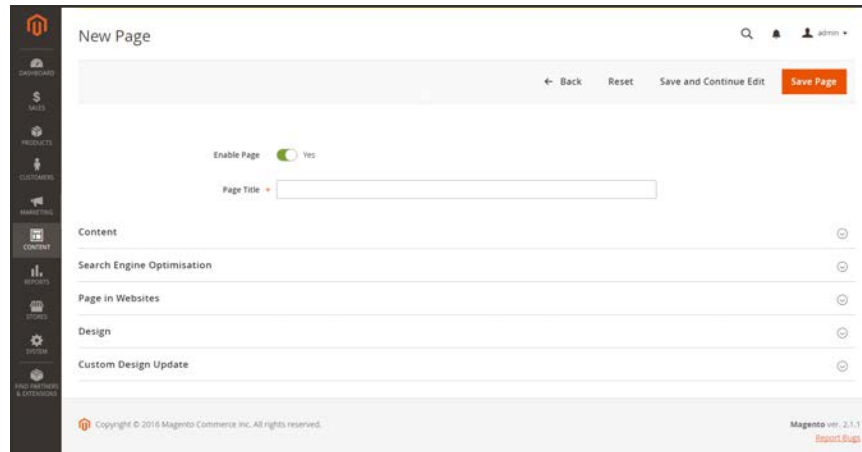 New Page
admin
← Back Reset Save and Continue Edit Save Page
DASHBOARD
SALES
PRODUCTS
CUSTOMERS
MARKETING
CONTENT
REPORTS
STORES
SYSTEM
FIND PARTNERS
& EXTENSIONS
Enable Page Yes
Page Title *
Content
Search Engine Optimisation
Page in Websites
Design
Custom Design Update
Copyright © 2016 Magento Commerce Inc. All rights reserved.
Magento ver. 2.1.1
Report Bugs